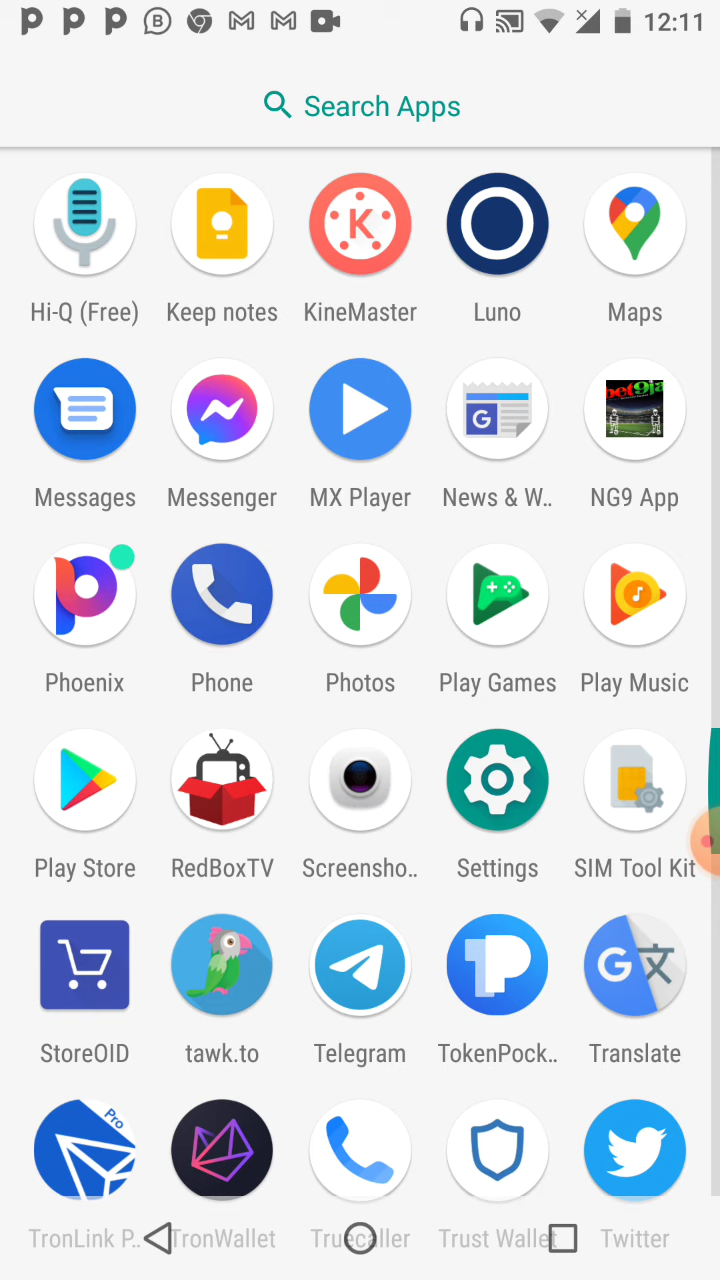 12:11
Search Apps
Hi-Q (Free) Keep notes KineMaster Luno Maps
bet9ja
Messages Messenger MX Player News & W.. NG9 App
Phoenix Phone Photos Play Games Play Music
Play Store RedBoxTV Screensho.. Settings SIM Tool Kit
StoreOID tawk.to Telegram TokenPock.. Translate
Pro
TronLink P.. TronWallet Truecaller Trust Wallet Twitter